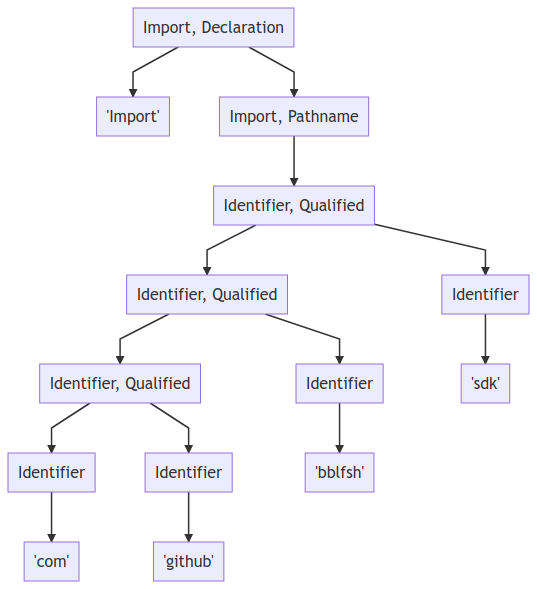 Import, Declaration
'Import'
Import, Pathname
Identifier, Qualified
Identifier, Qualified
Identifier
Identifier, Qualified
Identifier
'sdk'
Identifier
Identifier
'bblfsh'
'com'
'github'